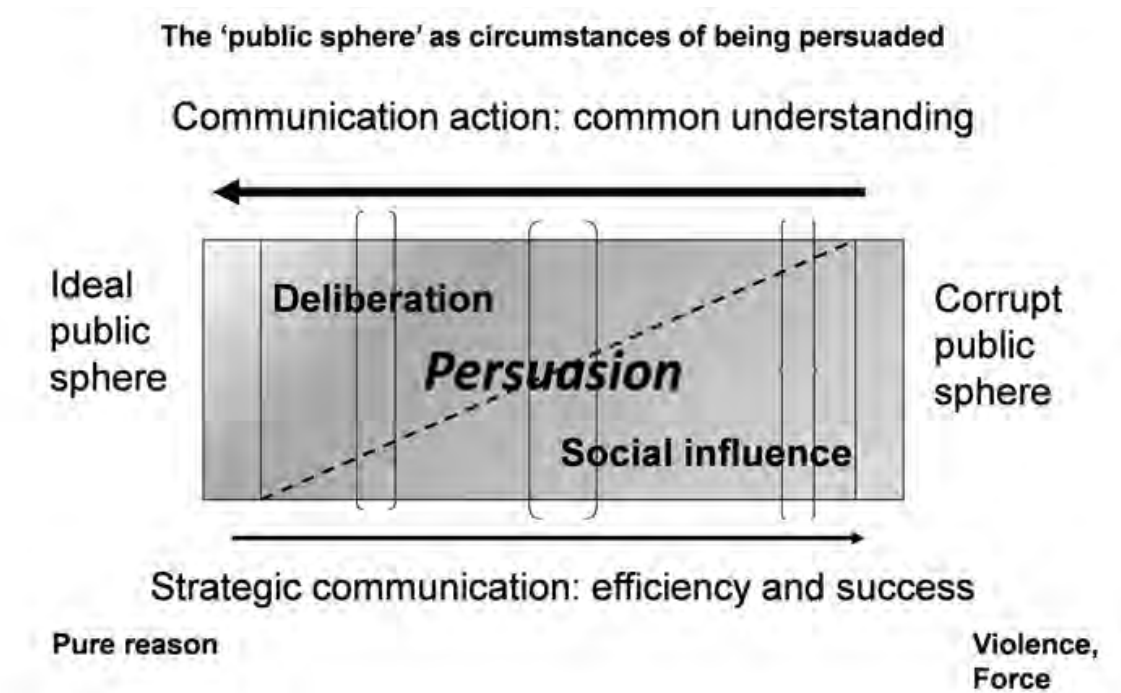 The ‘public sphere’ as circumstances of being persuaded
Communication action: common understanding
Ideal
public
sphere
Deliberation
Persuasion
Social influence
Corrupt
public
sphere
Strategic communication: efficiency and success
Pure reason
Violence,
Force